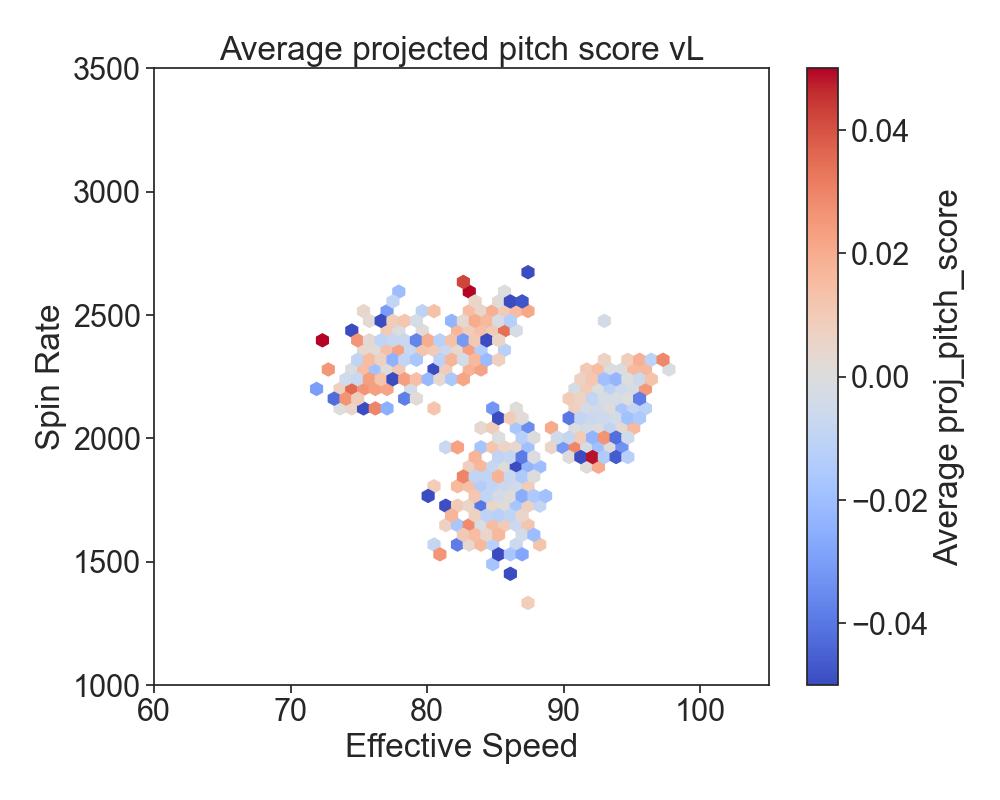 Average projected pitch score vL
3500
3000
2500
2000
1500
1000
Spin Rate
60 70 80 90 100
Effective Speed
0.04
0.02
0.00
−0.02
−0.04
Average proj_pitch_score